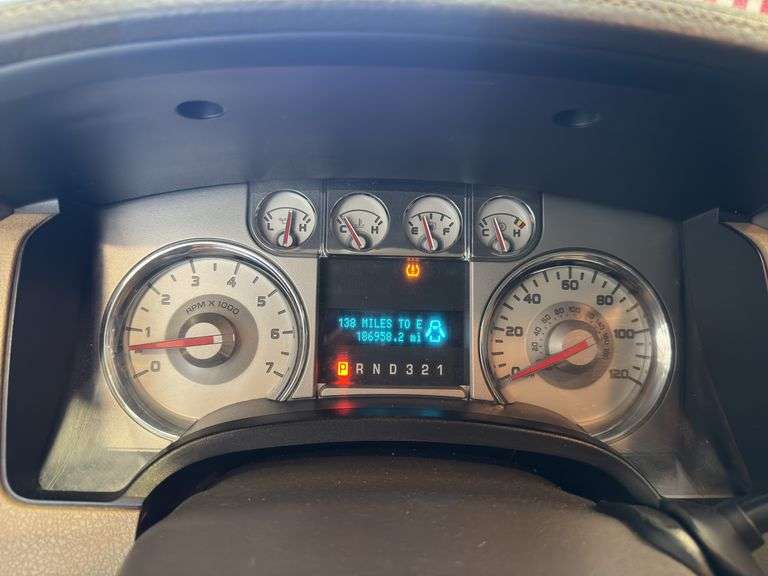 L H
C H
E F
C H
0 1 2 3 4 5 6 7
RPM X 1000
138 MILES TO E
186958.2 mi
P R N D 3 2 1
0 20 40 60 80 100 120